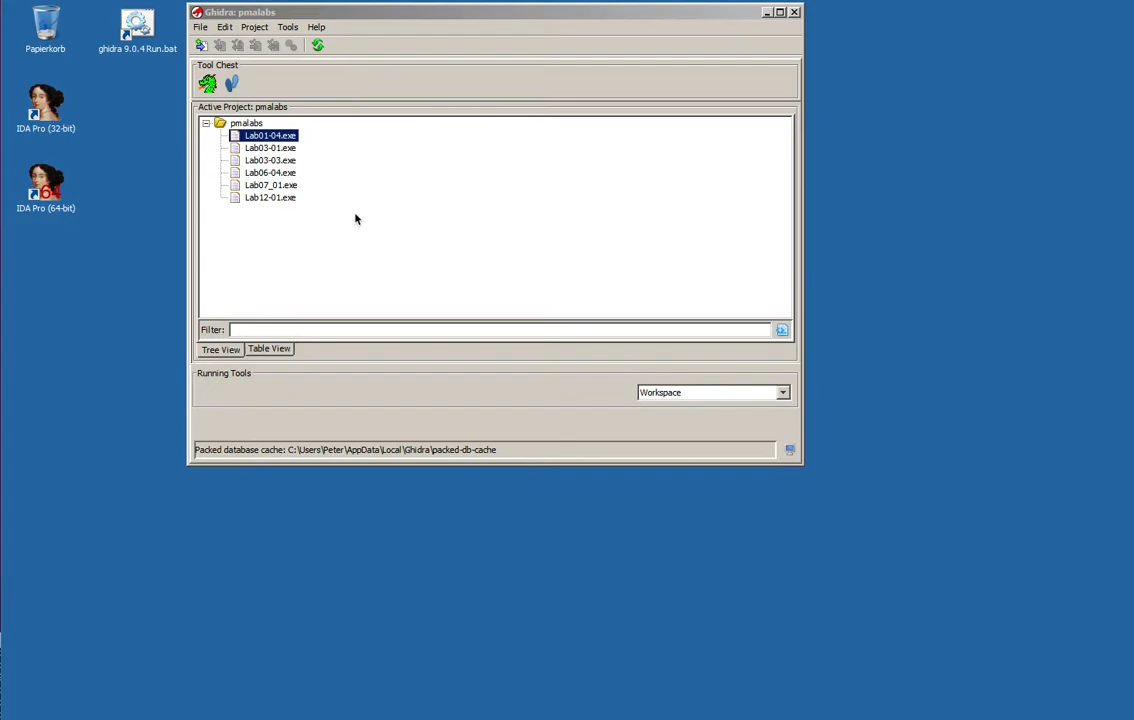 Papierkorb
ghidra 9.0.4 Run.bat
IDA Pro (32-bit)
64
IDA Pro (64-bit)
Ghidra: pmalabs
File Edit Project Tools Help
Tool Chest
Active Project: pmalabs
pmalabs
Lab01-04.exe
Lab03-01.exe
Lab03-03.exe
Lab06-04.exe
Lab07_01.exe
Lab12-01.exe
Filter:
Tree View Table View
Running Tools
Workspace
Packed database cache: C:\Users\Peter\AppData\Local\Ghidra\packed-db-cache